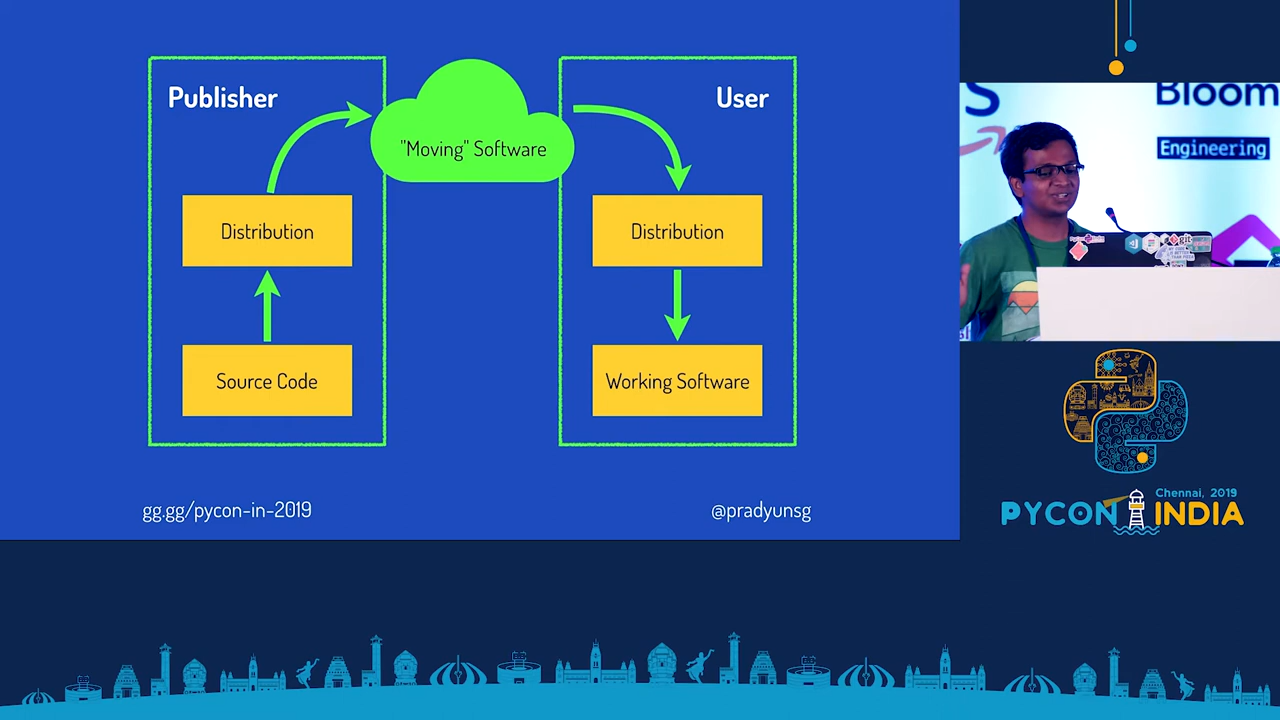 Publisher
User
"Moving" Software
Distribution
Distribution
Source Code
Working Software
gg.gg/pycon-in-2019
@pradyunsg
S
Bloom
Engineering
git
Chennai, 2019
PYCON INDIA